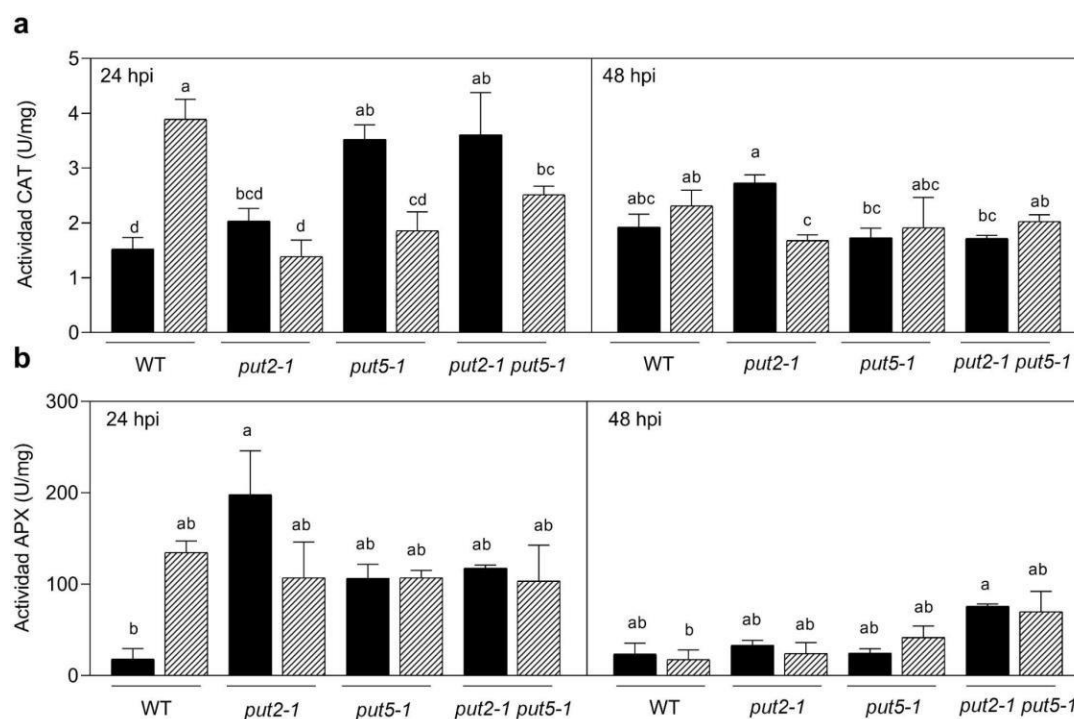 a
Actividad CAT (U/mg)
5
4
3
2
1
0
24 hpi
48 hpi
d a bcd d ab cd ab bc
abc ab a c bc abc bc ab
WT put2-1 put5-1 put2-1 put5-1 WT put2-1 put5-1 put2-1 put5-1
b
Actividad APX (U/mg)
300
200
100
0
24 hpi
48 hpi
b ab a ab ab ab ab ab
ab b ab ab ab ab a ab
WT put2-1 put5-1 put2-1 put5-1 WT put2-1 put5-1 put2-1 put5-1